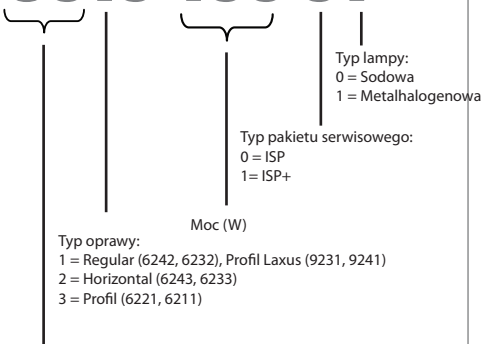 Typ lampy:
0 = Sodowa
1 = Metalhalogenowa
Typ pakietu serwisowego:
0 = ISP
1= ISP+
Moc (W)
Typ oprawy:
1 = Regular (6242, 6232), Profil Laxus (9231, 9241)
2 = Horizontal (6243, 6233)
3 = Profil (6221, 6211)